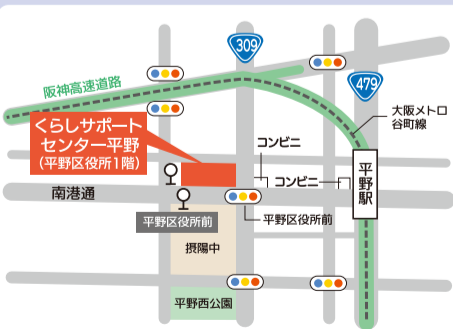 309
479
阪神高速道路
大阪メトロ
谷町線
くらしサポート
センター平野
(平野区役所1階)
コンビニ
コンビニ
平野駅
南港通
平野区役所前
平野区役所前
摂陽中
平野西公園